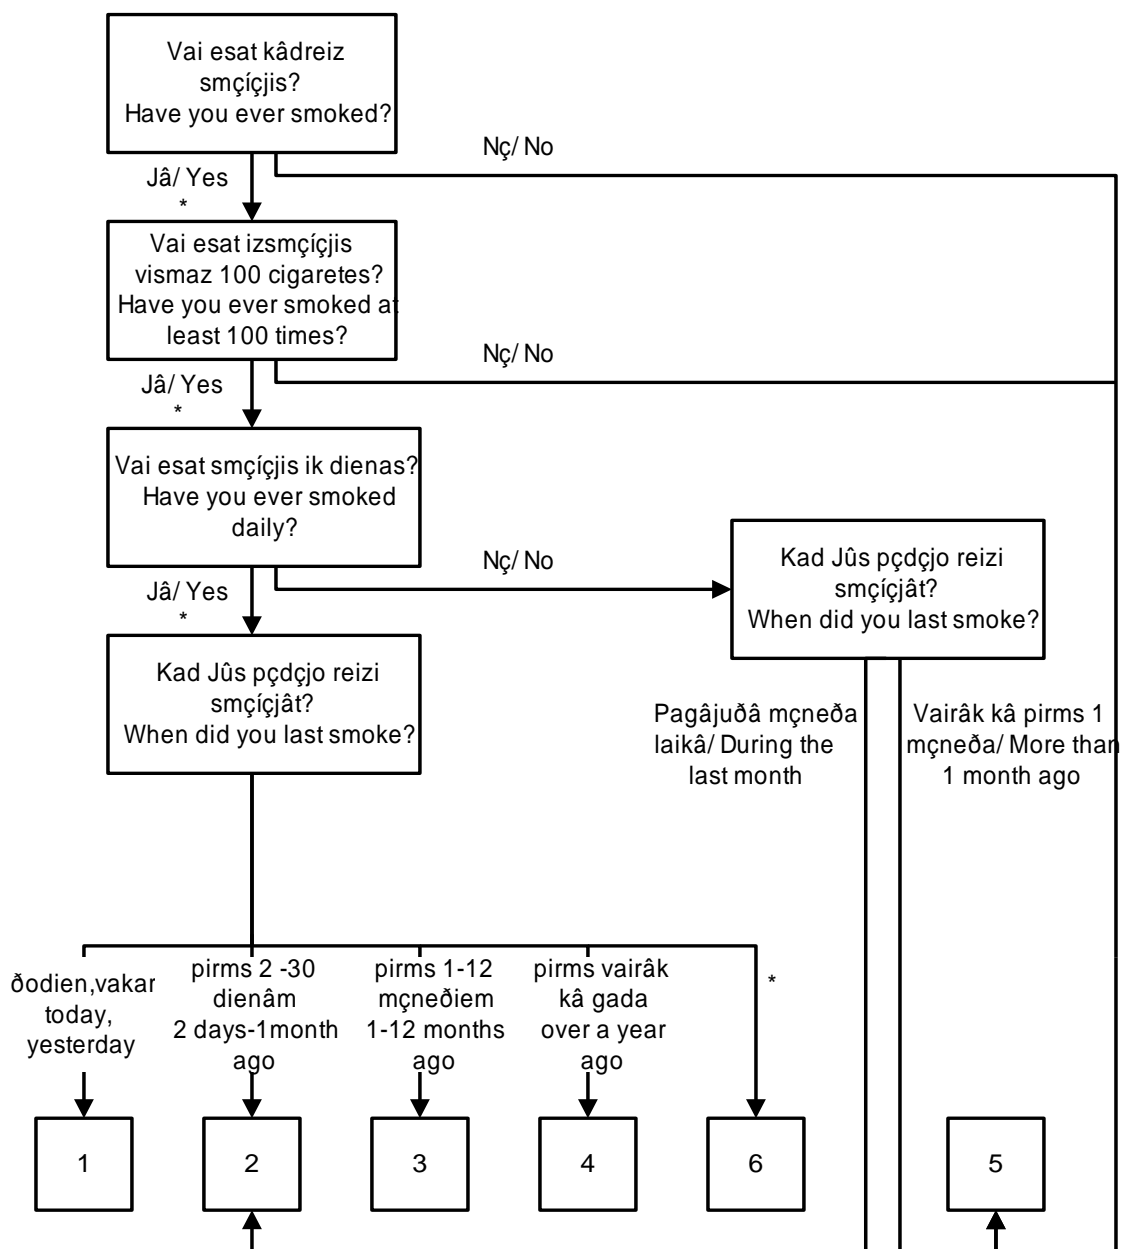 Vai esat kâdreiz
smçíçjis?
Have you ever smoked?
Nç/ No
Jâ/ Yes
*
Vai esat izsmçíçjis
vismaz 100 cigaretes?
Have you ever smoked at
least 100 times?
Nç/ No
Jâ/ Yes
*
Vai esat smçíçjis ik dienas?
Have you ever smoked
daily?
Nç/ No
Jâ/ Yes
*
Kad Jûs pçdçjo reizi
smçíçjât?
When did you last smoke?
Kad Jûs pçdçjo reizi
smçíçjât?
When did you last smoke?
Pagâjuðâ mçneða
laikâ/ During the
last month
Vairâk kâ pirms 1
mçneða/ More than
1 month ago
ðodien,vakar
today,
yesterday
pirms 2 -30
dienâm
2 days-1month
ago
pirms 1-12
mçneðiem
1-12 months
ago
pirms vairâk
kâ gada
over a year
ago
*
1
2
3
4
6
5